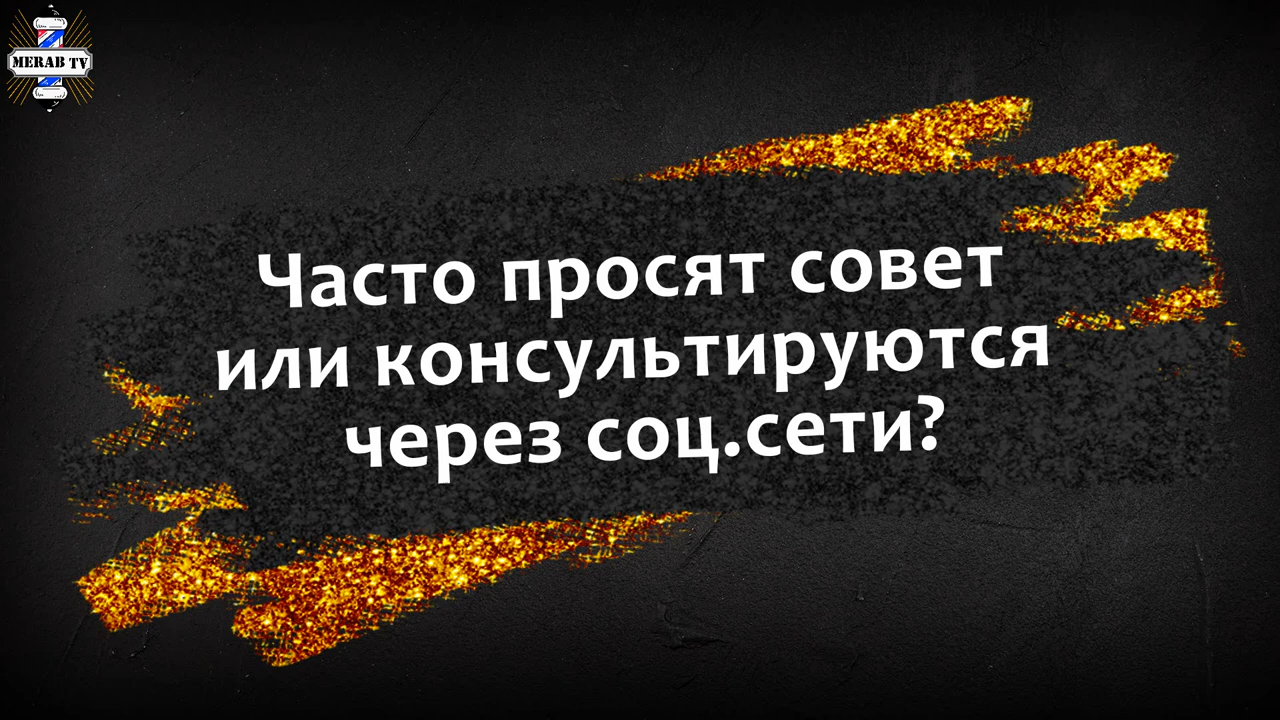 MERAB TV
Часто просят совет
или консультируются
через соц.сети?